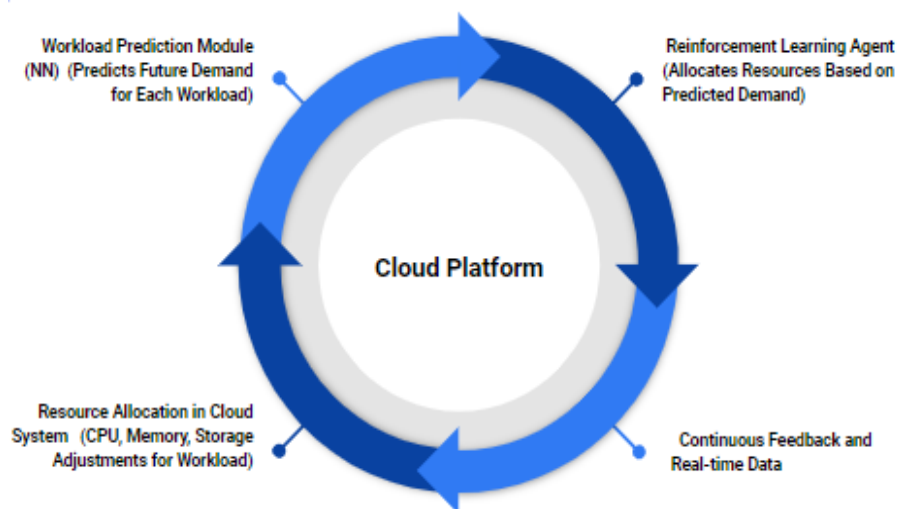 Workload Prediction Module
(NN) (Predicts Future Demand
for Each Workload)
Reinforcement Learning Agent
(Allocates Resources Based on
Predicted Demand)
Cloud Platform
Resource Allocation in Cloud
System (CPU, Memory, Storage
Adjustments for Workload)
Continuous Feedback and
Real-time Data